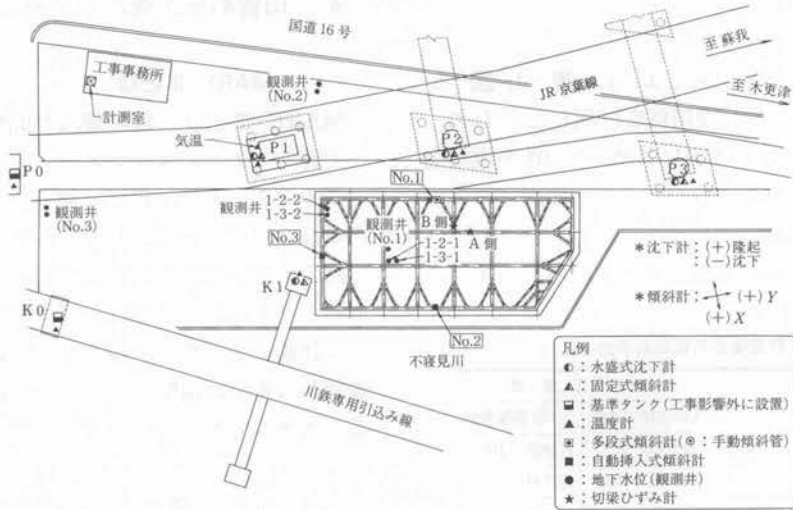 国道16号
至 蘇我
工事事務所
観測井
(No.2)
JR 京葉線
至 木更津
計測室
気温
P1
P2
P3
P0
No.1
観測井
(No.3)
観測井
1-2-2
1-3-2
観測井
(No.1)
B側
A側
1-2-1
1-3-1
No.3
*沈下計:(+)隆起
:(-)沈下
K1
*傾斜計:
(+)Y
(+)X
K0
No.2
不寝見川
川鉄専用引込み線
凡例
◐:水盛式沈下計
:固定式傾斜計
:基準タンク(工事影響外に設置)
▲:温度計
:多段式傾斜計(⊙:手動傾斜管)
■:自動挿入式傾斜計
●:地下水位(観測井)
★:切梁ひずみ計